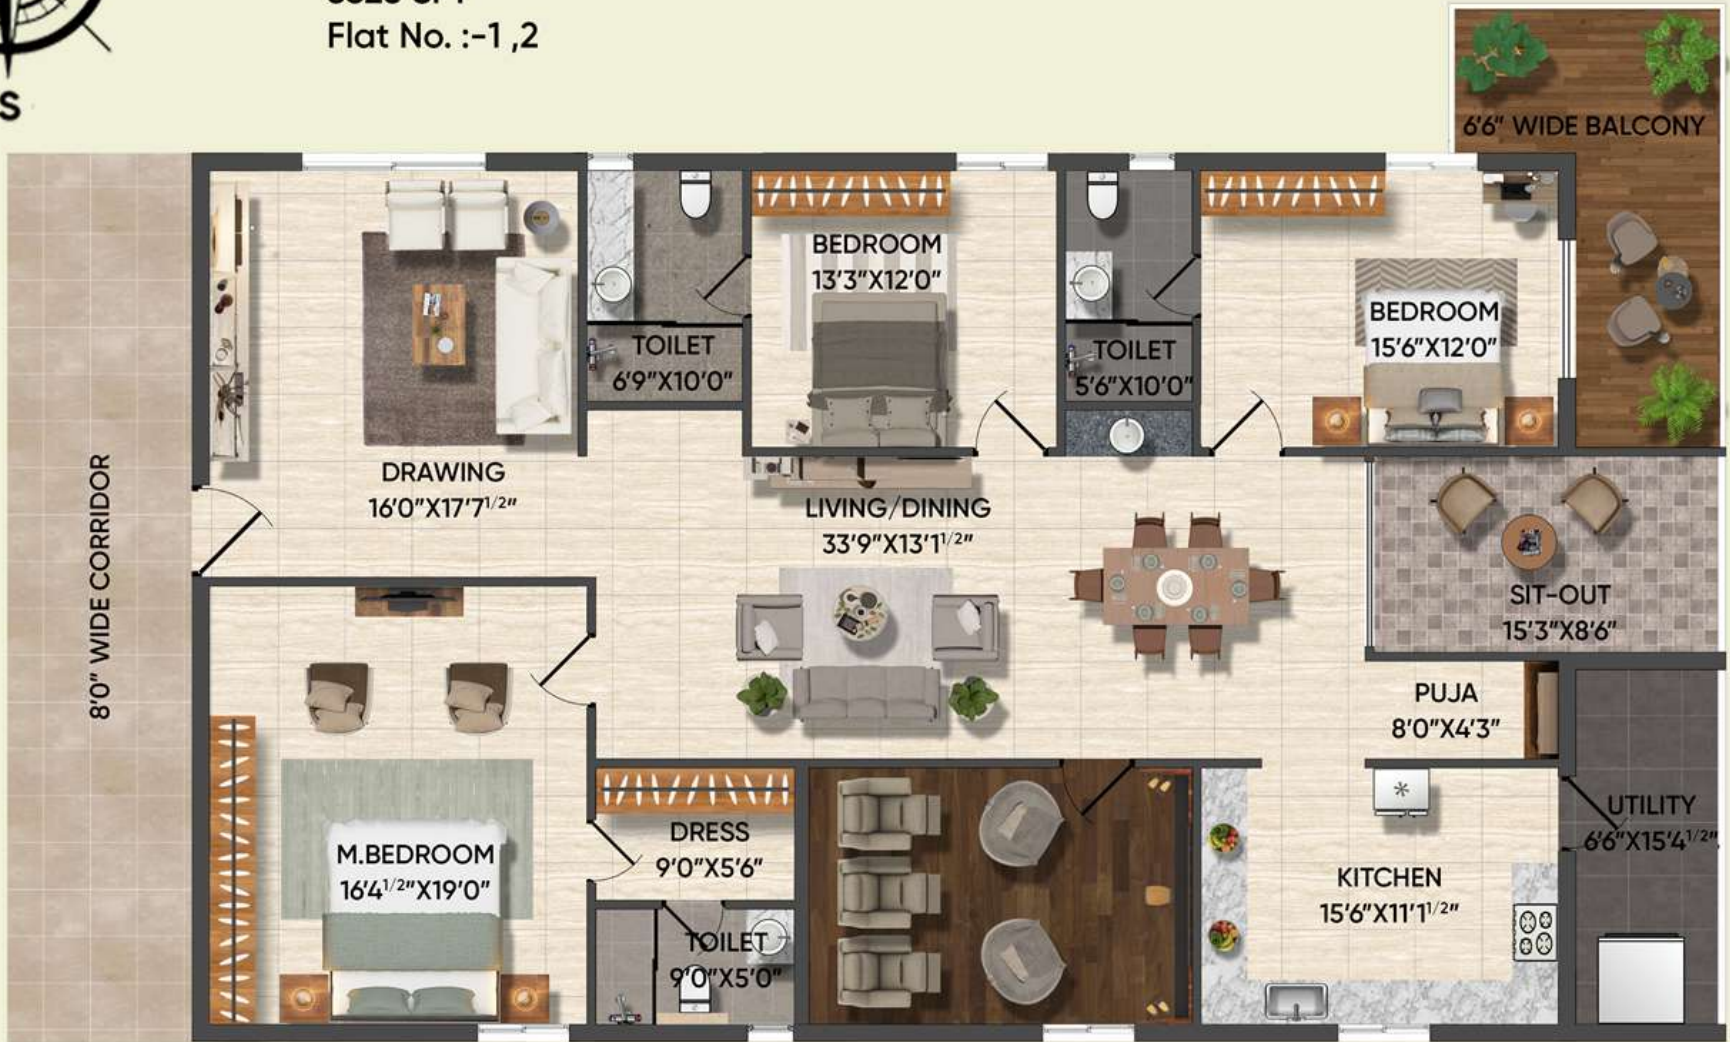 Flat No. :-1 ,2
S
6'6" WIDE BALCONY
BEDROOM
13'3"X12'0"
BEDROOM
15'6"X12'0"
TOILET
6'9"X10'0"
TOILET
5'6"X10'0"
DRAWING
16'0"X17'7 1/2"
LIVING/DINING
33'9"X13'1 1/2"
8'0" WIDE CORRIDOR
SIT-OUT
15'3"X8'6"
PUJA
8'0"X4'3"
M.BEDROOM
16'4 1/2"X19'0"
DRESS
9'0"X5'6"
TOILET
9'0"X5'0"
KITCHEN
15'6"X11'1 1/2"
UTILITY
6'6"X15'4 1/2"